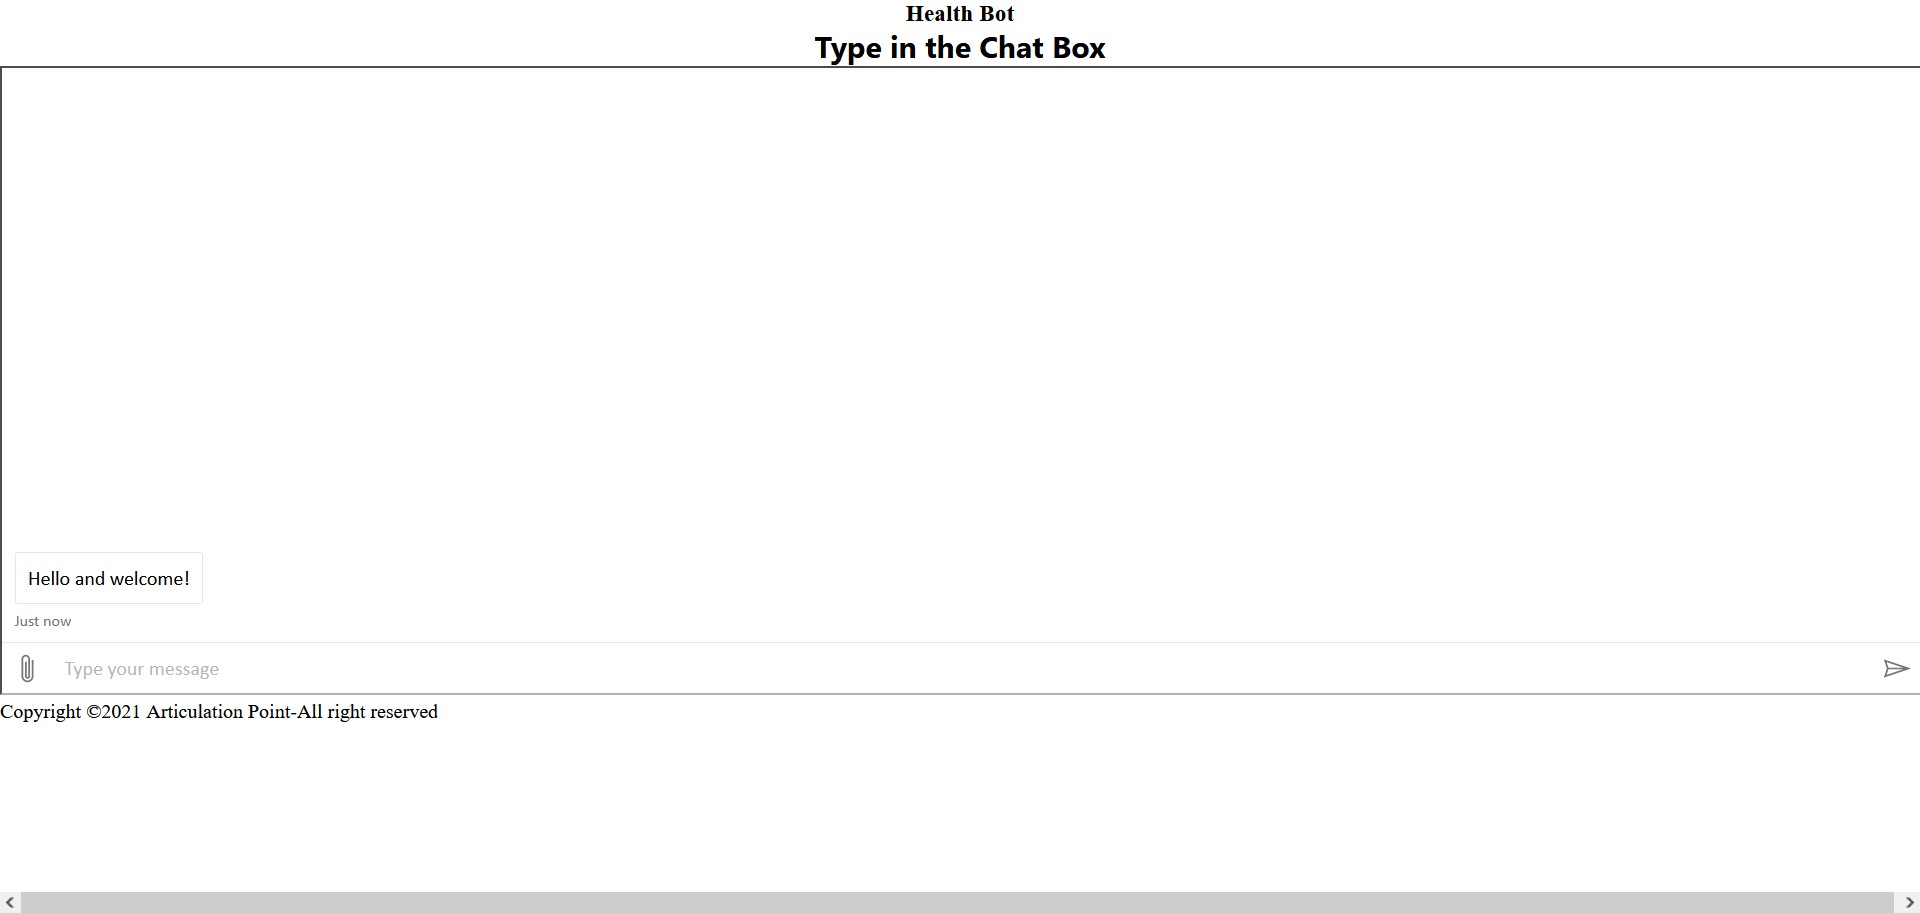 Health Bot
Type in the Chat Box
Hello and welcome!
Just now
Type your message
Copyright ©2021 Articulation Point-All right reserved